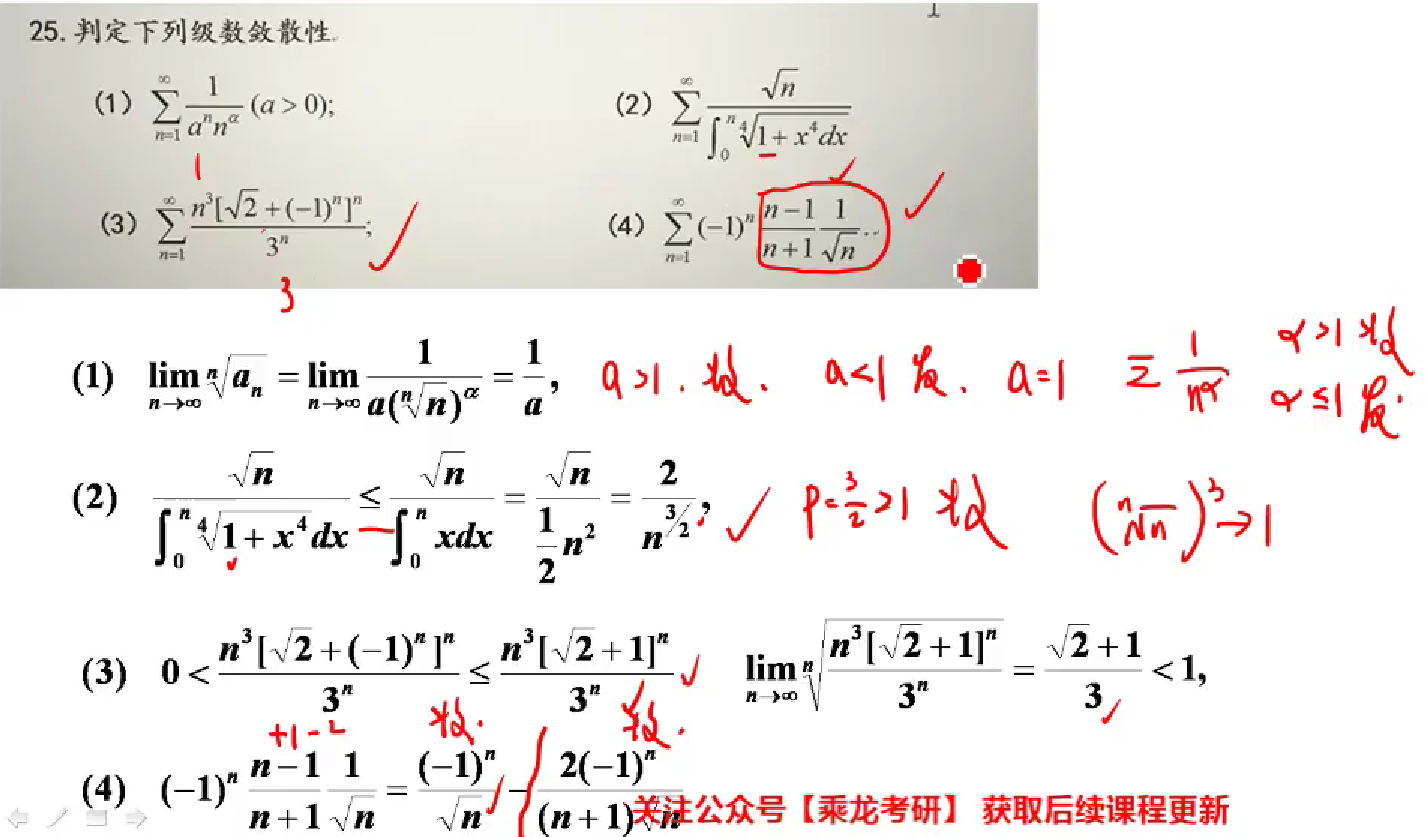 25.判定下列级数敛散性.
(1) $\sum_{n=1}^{\infty} \frac{1}{a^n n^\alpha} (a > 0);$ (2) $\sum_{n=1}^{\infty} \frac{\sqrt{n}}{\int_0^n \sqrt[4]{1+x^4} dx}$
1
(3) $\sum_{n=1}^{\infty} \frac{n^3[\sqrt{2}+(-1)^n]^n}{3^n};$ (4) $\sum_{n=1}^{\infty} (-1)^n \frac{n-1}{n+1} \frac{1}{\sqrt{n}}$
3
(1) $\lim_{n\to\infty} \sqrt[n]{a_n} = \lim_{n\to\infty} \frac{1}{a(\sqrt[n]{n})^\alpha} = \frac{1}{a},$ a>1. 收. a<1 发. a=1 $\Sigma \frac{1}{n^\alpha}$ α>1 收 α≤1 发.
(2) $\frac{\sqrt{n}}{\int_0^n \sqrt[4]{1+x^4} dx} \leq \frac{\sqrt{n}}{\int_0^n x dx} = \frac{\sqrt{n}}{\frac{1}{2}n^2} = \frac{2}{n^{3/2}},$ $p=\frac{3}{2}>1$ 收 $(\sqrt[n]{n})^3 \to 1$
(3) $0 < \frac{n^3[\sqrt{2}+(-1)^n]^n}{3^n} \leq \frac{n^3[\sqrt{2}+1]^n}{3^n}$ $\lim_{n\to\infty} \sqrt[n]{\frac{n^3[\sqrt{2}+1]^n}{3^n}} = \frac{\sqrt{2}+1}{3} < 1,$
+1-2 收. 收.
(4) $(-1)^n \frac{n-1}{n+1} \frac{1}{\sqrt{n}} = \frac{(-1)^n}{\sqrt{n}} - \frac{2(-1)^n}{(n+1)\sqrt{n}}$
关注公众号【乘龙考研】 获取后续课程更新